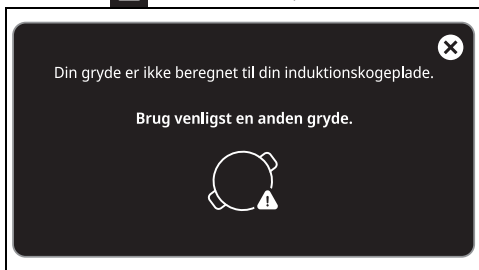 Din gryde er ikke beregnet til din induktionskogeplade.
Brug venligst en anden gryde.